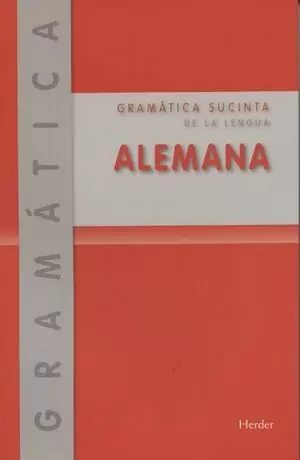 GRAMÁTICA
GRAMÁTICA SUCINTA
DE LA LENGUA
ALEMANA
Herder